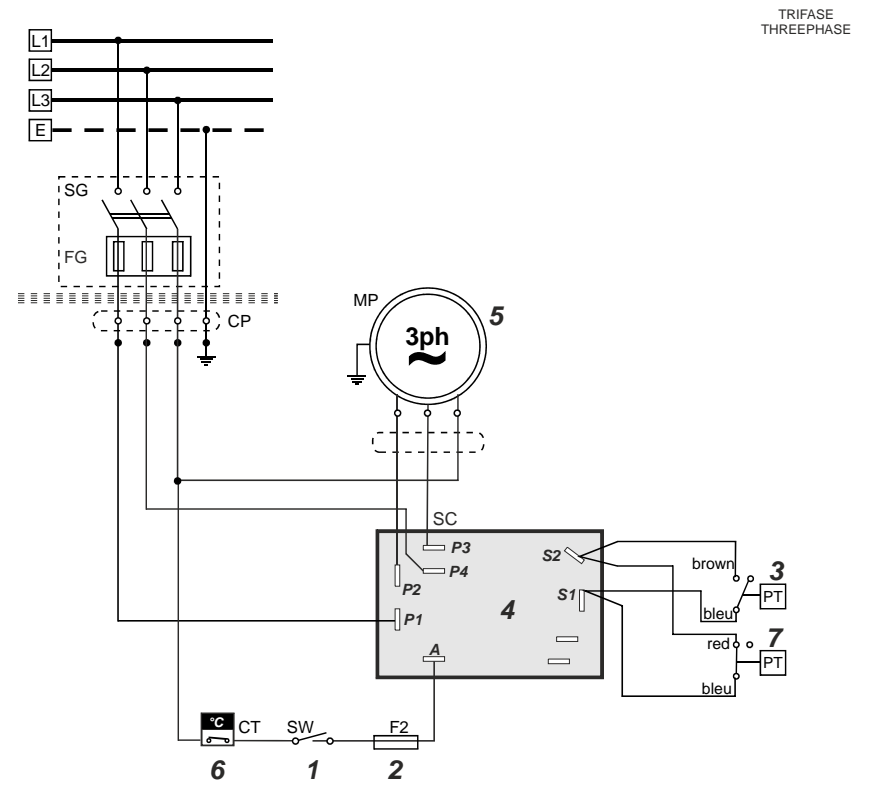 TRIFASE
THREEPHASE
L1
L2
L3
E
SG
FG
CP
MP
3ph
5
SC
P3
P4
P2
P1
A
4
S2
S1
brown
3
PT
bleu
7
red
PT
bleu
°C
CT
SW
F2
6
1
2